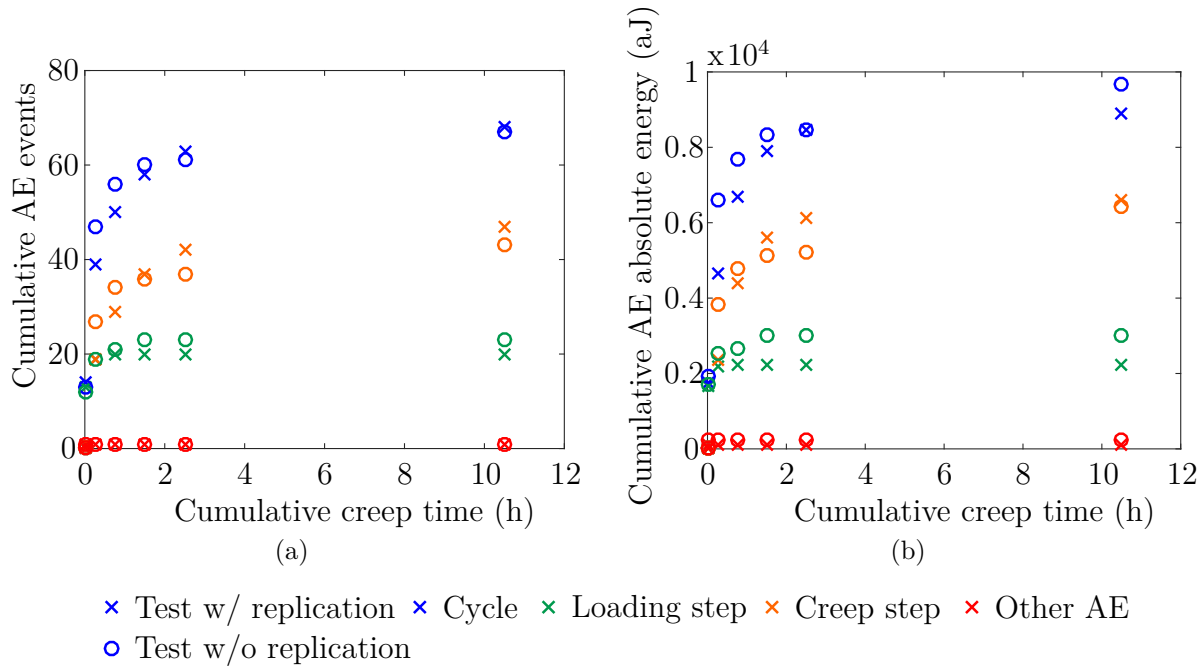 ×10⁴
80
60
40
20
0
0 2 4 6 8 10 12
Cumulative AE events
Cumulative creep time (h)
(a)
1
0.8
0.6
0.4
0.2
0
0 2 4 6 8 10 12
Cumulative AE absolute energy (aJ)
Cumulative creep time (h)
(b)
Test w/ replication Cycle Loading step Creep step Other AE
Test w/o replication